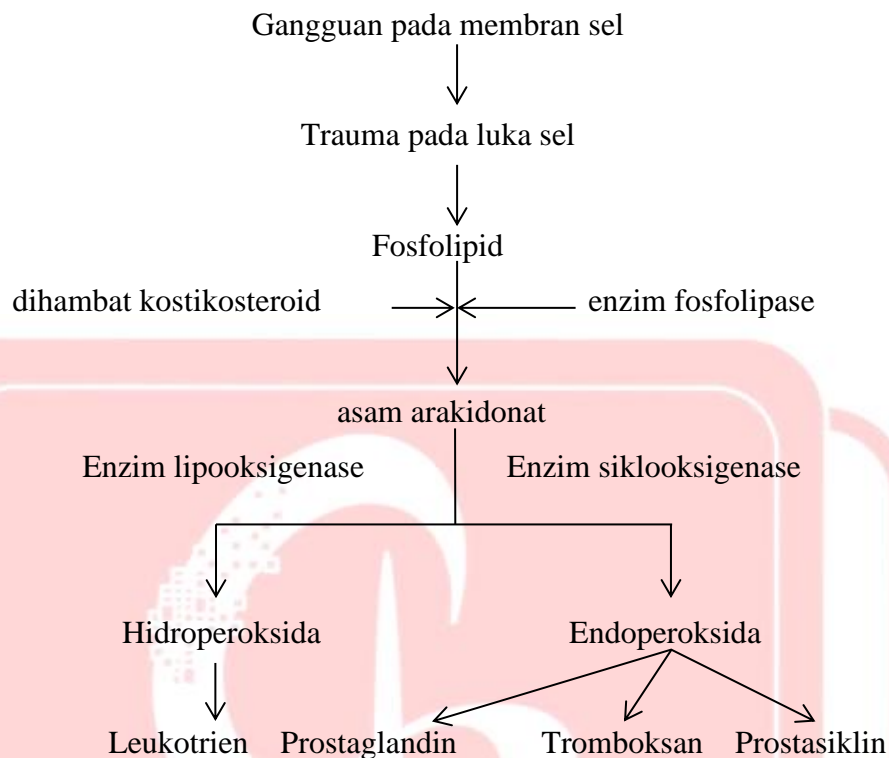 Gangguan pada membran sel
Trauma pada luka sel
Fosfolipid
dihambat kostikosteroid enzim fosfolipase
asam arakidonat
Enzim lipooksigenase Enzim siklooksigenase
Hidroperoksida Endoperoksida
Leukotrien Prostaglandin Tromboksan Prostasiklin